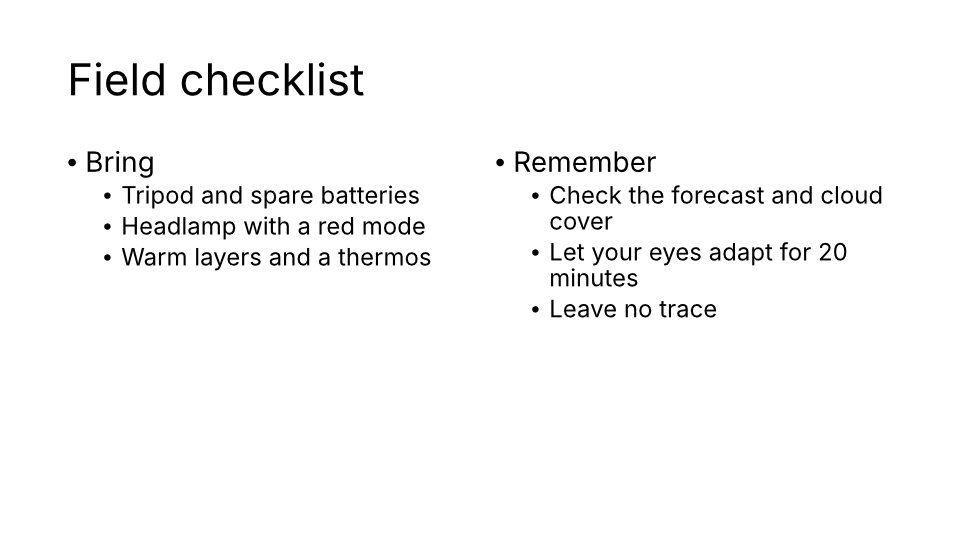 Field checklist
• Bring
• Tripod and spare batteries
• Headlamp with a red mode
• Warm layers and a thermos
• Remember
• Check the forecast and cloud
cover
• Let your eyes adapt for 20
minutes
• Leave no trace